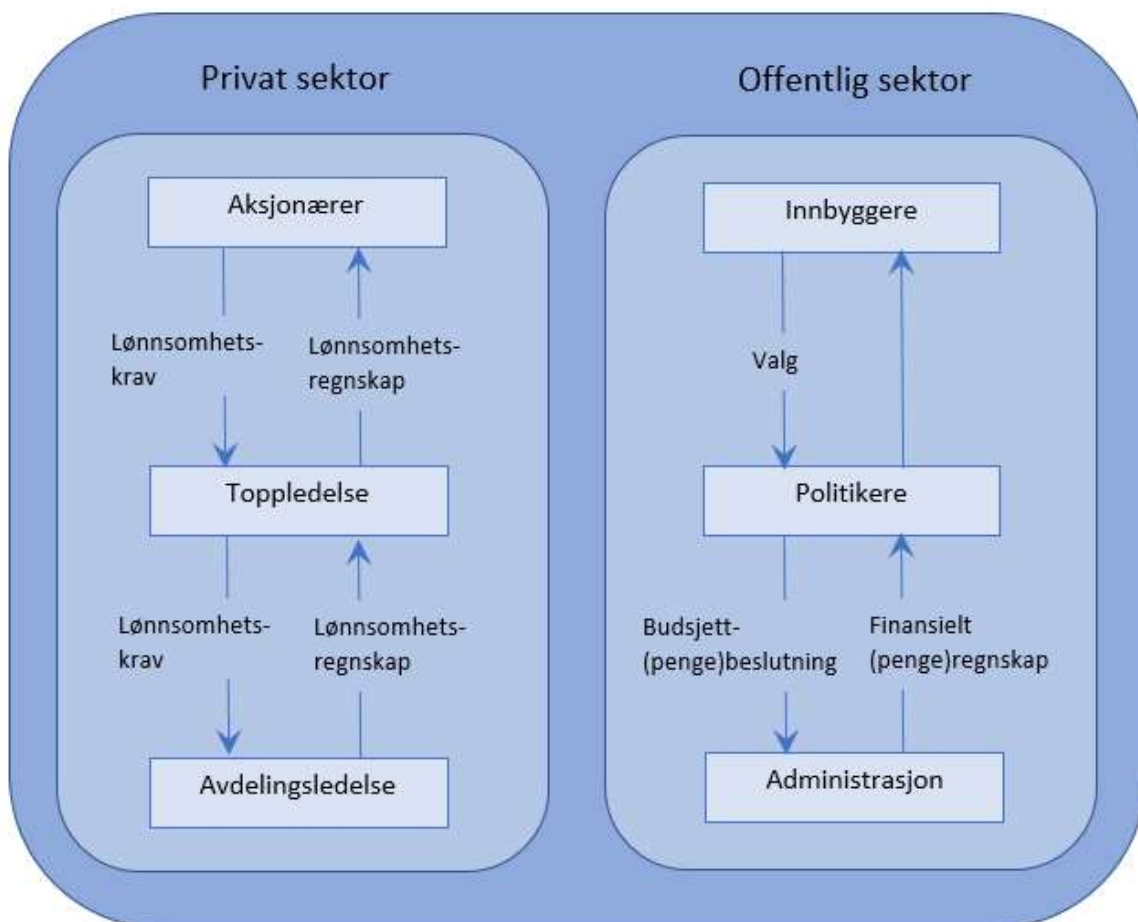 Privat sektor
Offentlig sektor
Aksjonærer
Lønnsomhets-
krav
Lønnsomhets-
regnskap
Toppledelse
Lønnsomhets-
krav
Lønnsomhets-
regnskap
Avdelingsledelse
Innbyggere
Valg
Politikere
Budsjett-
(penge)beslutning
Finansielt
(penge)regnskap
Administrasjon